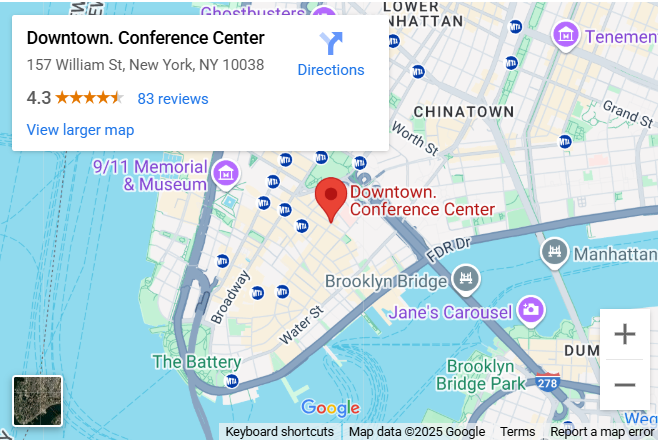 Downtown. Conference Center
157 William St, New York, NY 10038
Directions
4.3
83 reviews
View larger map
Ghostbusters
LOWER
MANHATTAN
Tenement
CHINATOWN
Grand St
Worth St
9/11 Memorial
& Museum
Downtown.
Conference Center
FDR Dr
Manhattan
Brooklyn Bridge
Broadway
Jane's Carousel
Water St
The Battery
DUM
Brooklyn
Bridge Park
278
Weg
Google
Keyboard shortcuts
Map data ©2025 Google
Terms
Report a map error